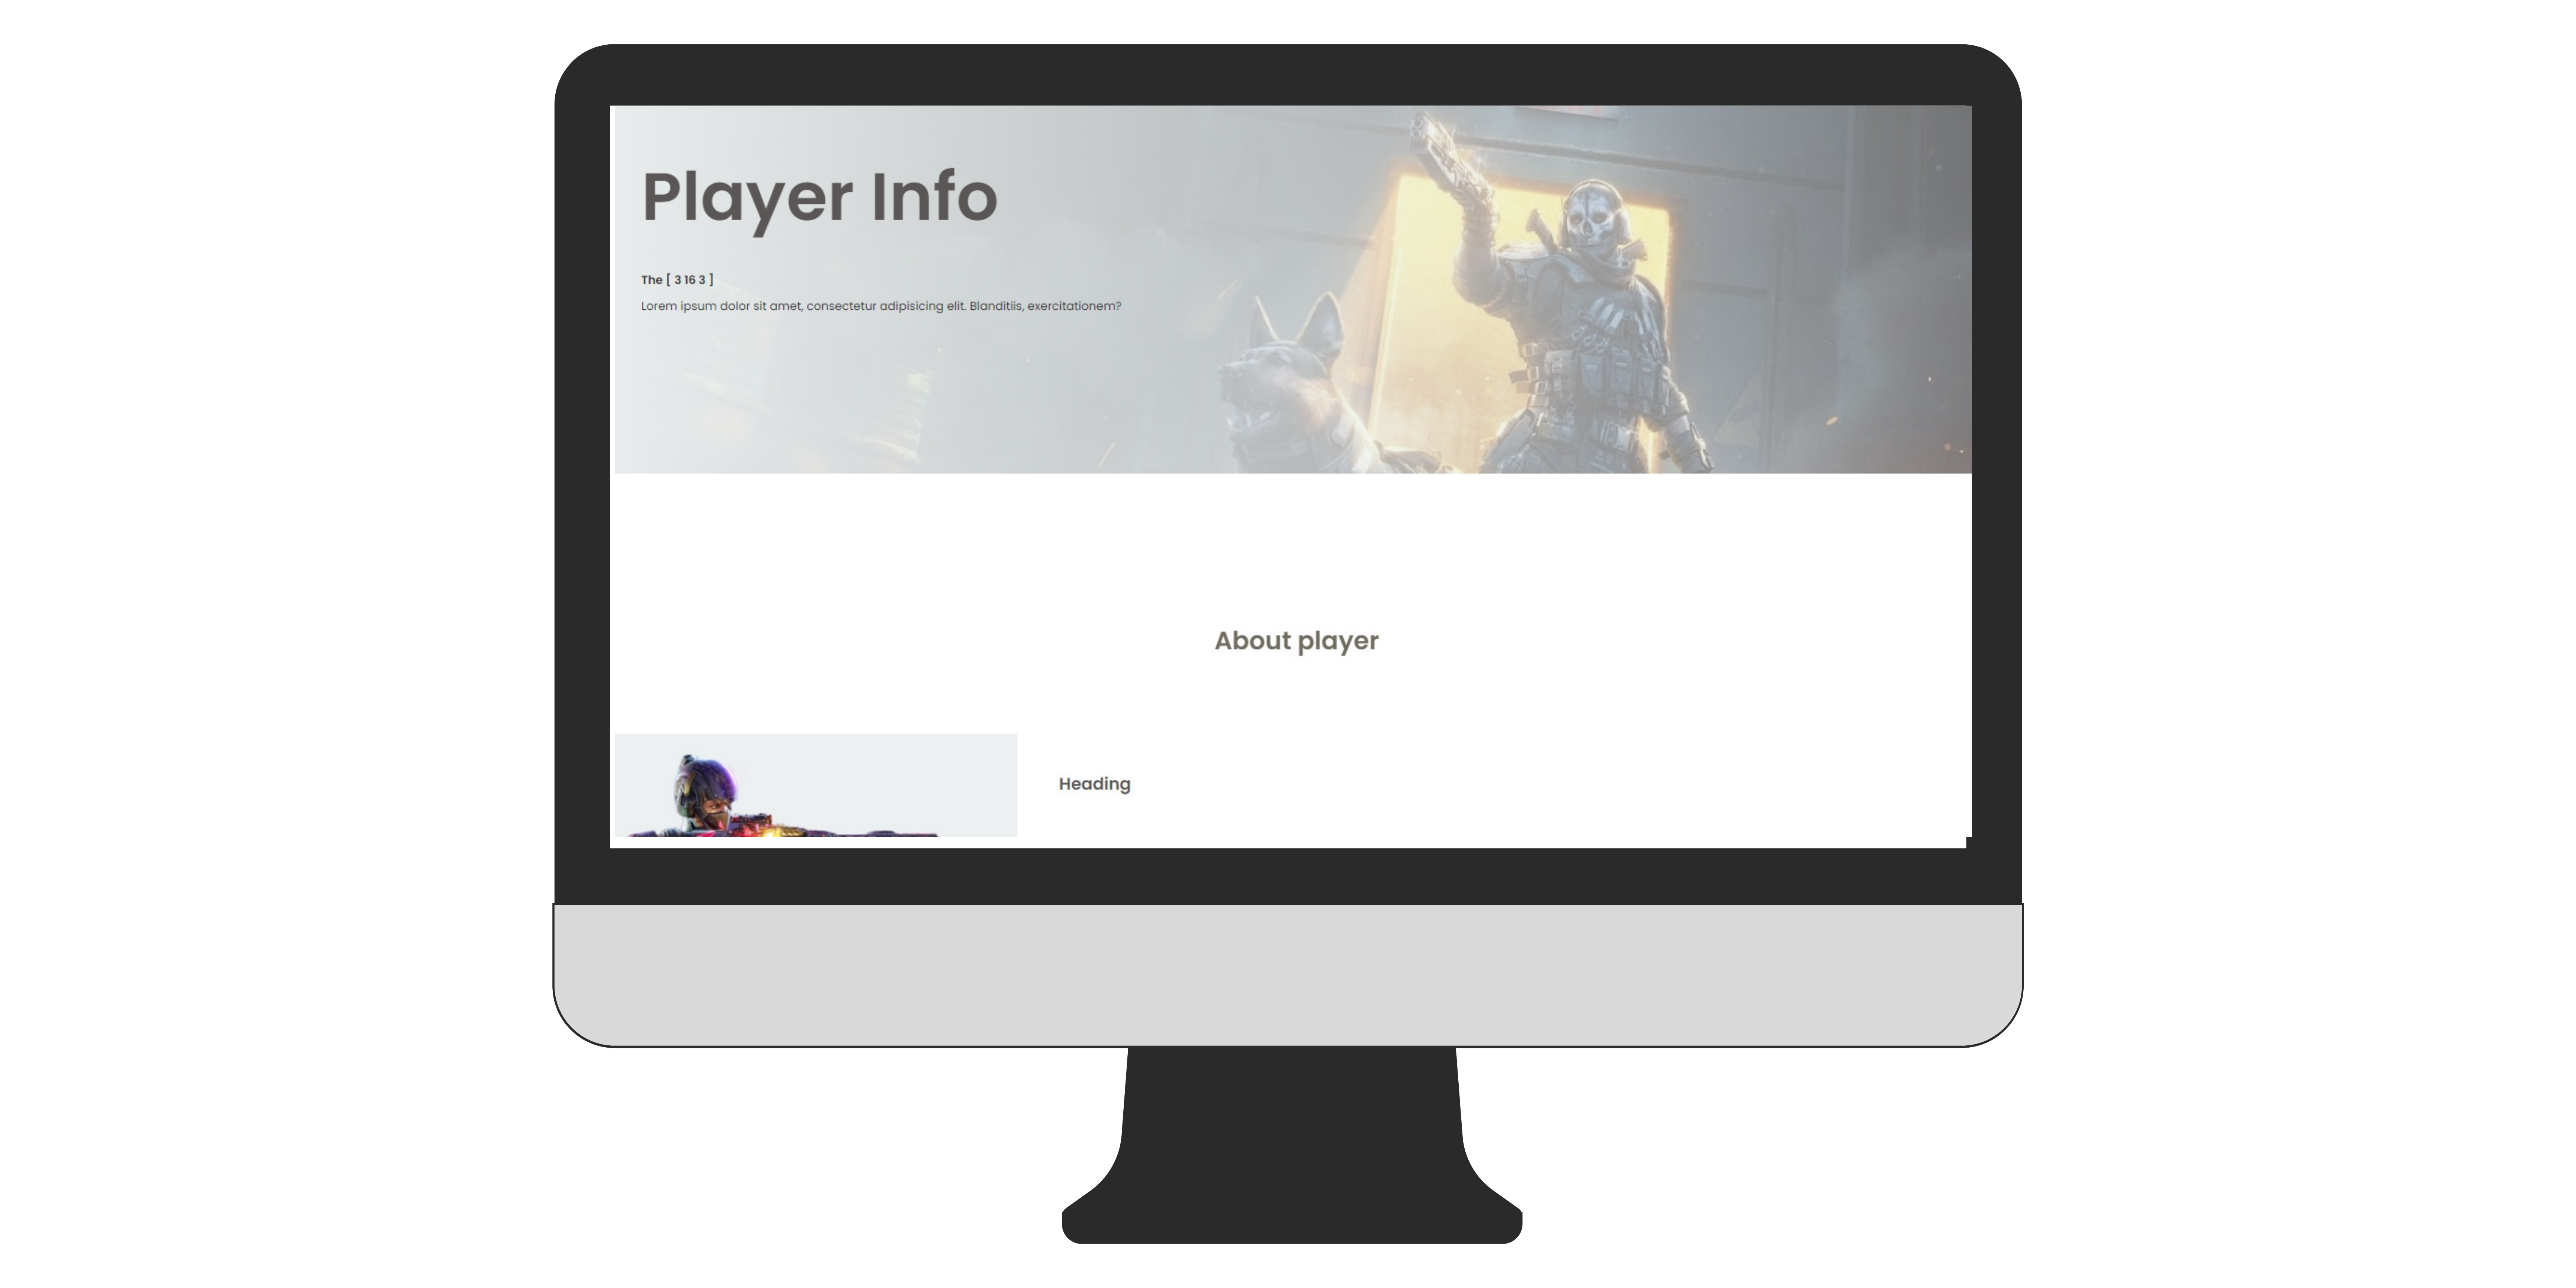 Player Info
The [ 3 16 3 ]
Lorem ipsum dolor sit amet, consectetur adipisicing elit. Blanditiis, exercitationem?
About player
Heading